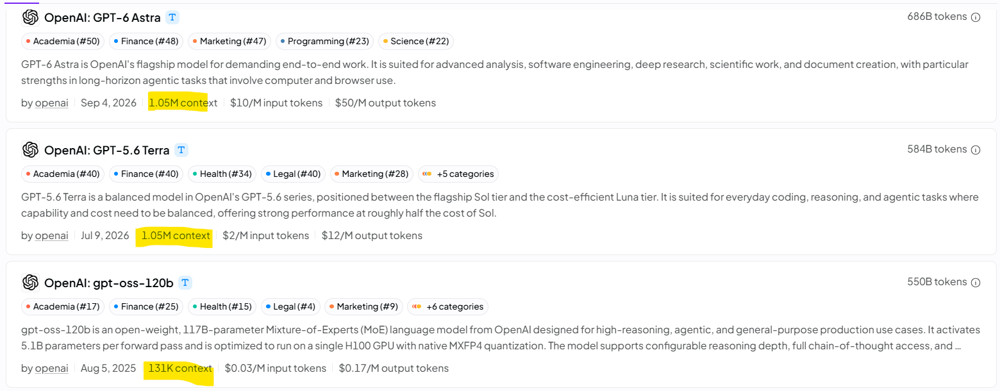 OpenAI: GPT-6 Astra T 686B tokens
Academia (#50) Finance (#48) Marketing (#47) Programming (#23) Science (#22)
GPT-6 Astra is OpenAI's flagship model for demanding end-to-end work. It is suited for advanced analysis, software engineering, deep research, scientific work, and document creation, with particular
strengths in long-horizon agentic tasks that involve computer and browser use.
by openai Sep 4, 2026 1.05M context $10/M input tokens $50/M output tokens
OpenAI: GPT-5.6 Terra T 584B tokens
Academia (#40) Finance (#40) Health (#34) Legal (#40) Marketing (#28) +5 categories
GPT-5.6 Terra is a balanced model in OpenAI's GPT-5.6 series, positioned between the flagship Sol tier and the cost-efficient Luna tier. It is suited for everyday coding, reasoning, and agentic tasks where
capability and cost need to be balanced, offering strong performance at roughly half the cost of Sol.
by openai Jul 9, 2026 1.05M context $2/M input tokens $12/M output tokens
OpenAI: gpt-oss-120b T 550B tokens
Academia (#17) Finance (#25) Health (#15) Legal (#4) Marketing (#9) +6 categories
gpt-oss-120b is an open-weight, 117B-parameter Mixture-of-Experts (MoE) language model from OpenAI designed for high-reasoning, agentic, and general-purpose production use cases. It activates
5.1B parameters per forward pass and is optimized to run on a single H100 GPU with native MXFP4 quantization. The model supports configurable reasoning depth, full chain-of-thought access, and ...
by openai Aug 5, 2025 131K context $0.03/M input tokens $0.17/M output tokens